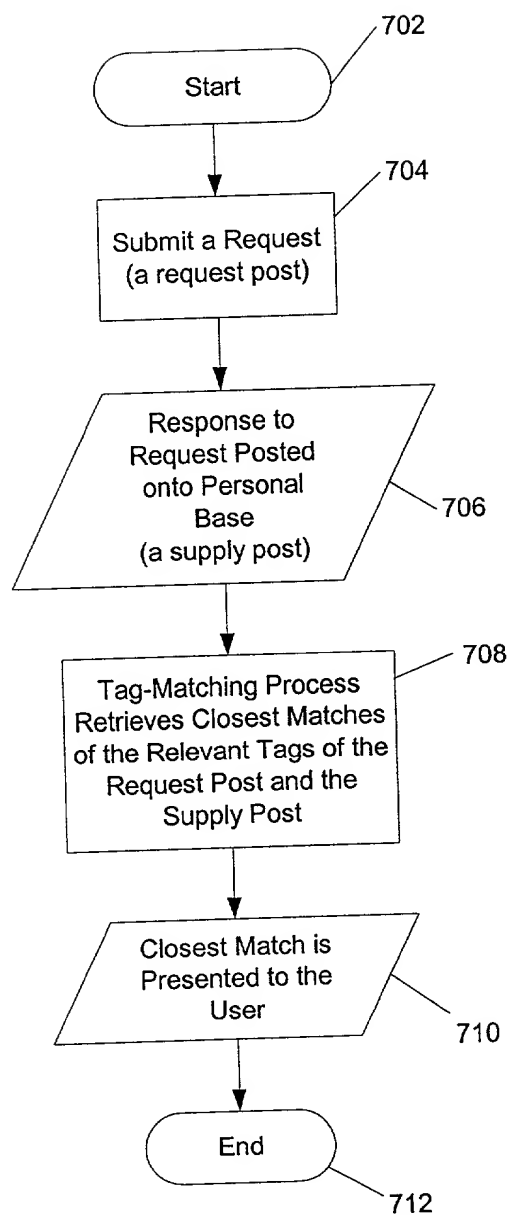 702
Start
704
Submit a Request
(a request post)
Response to
Request Posted
onto Personal
Base
(a supply post)
706
708
Tag-Matching Process
Retrieves Closest Matches
of the Relevant Tags of the
Request Post and the
Supply Post
Closest Match is
Presented to the
User
710
End
712